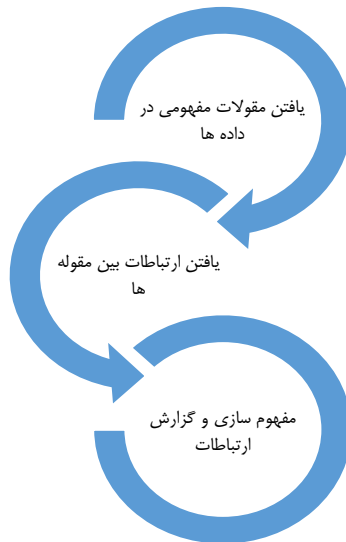 یافتن مقولات مفهومی در
داده ها
یافتن ارتباطات بین مقوله
ها
مفهوم سازی و گزارش
ارتباطات